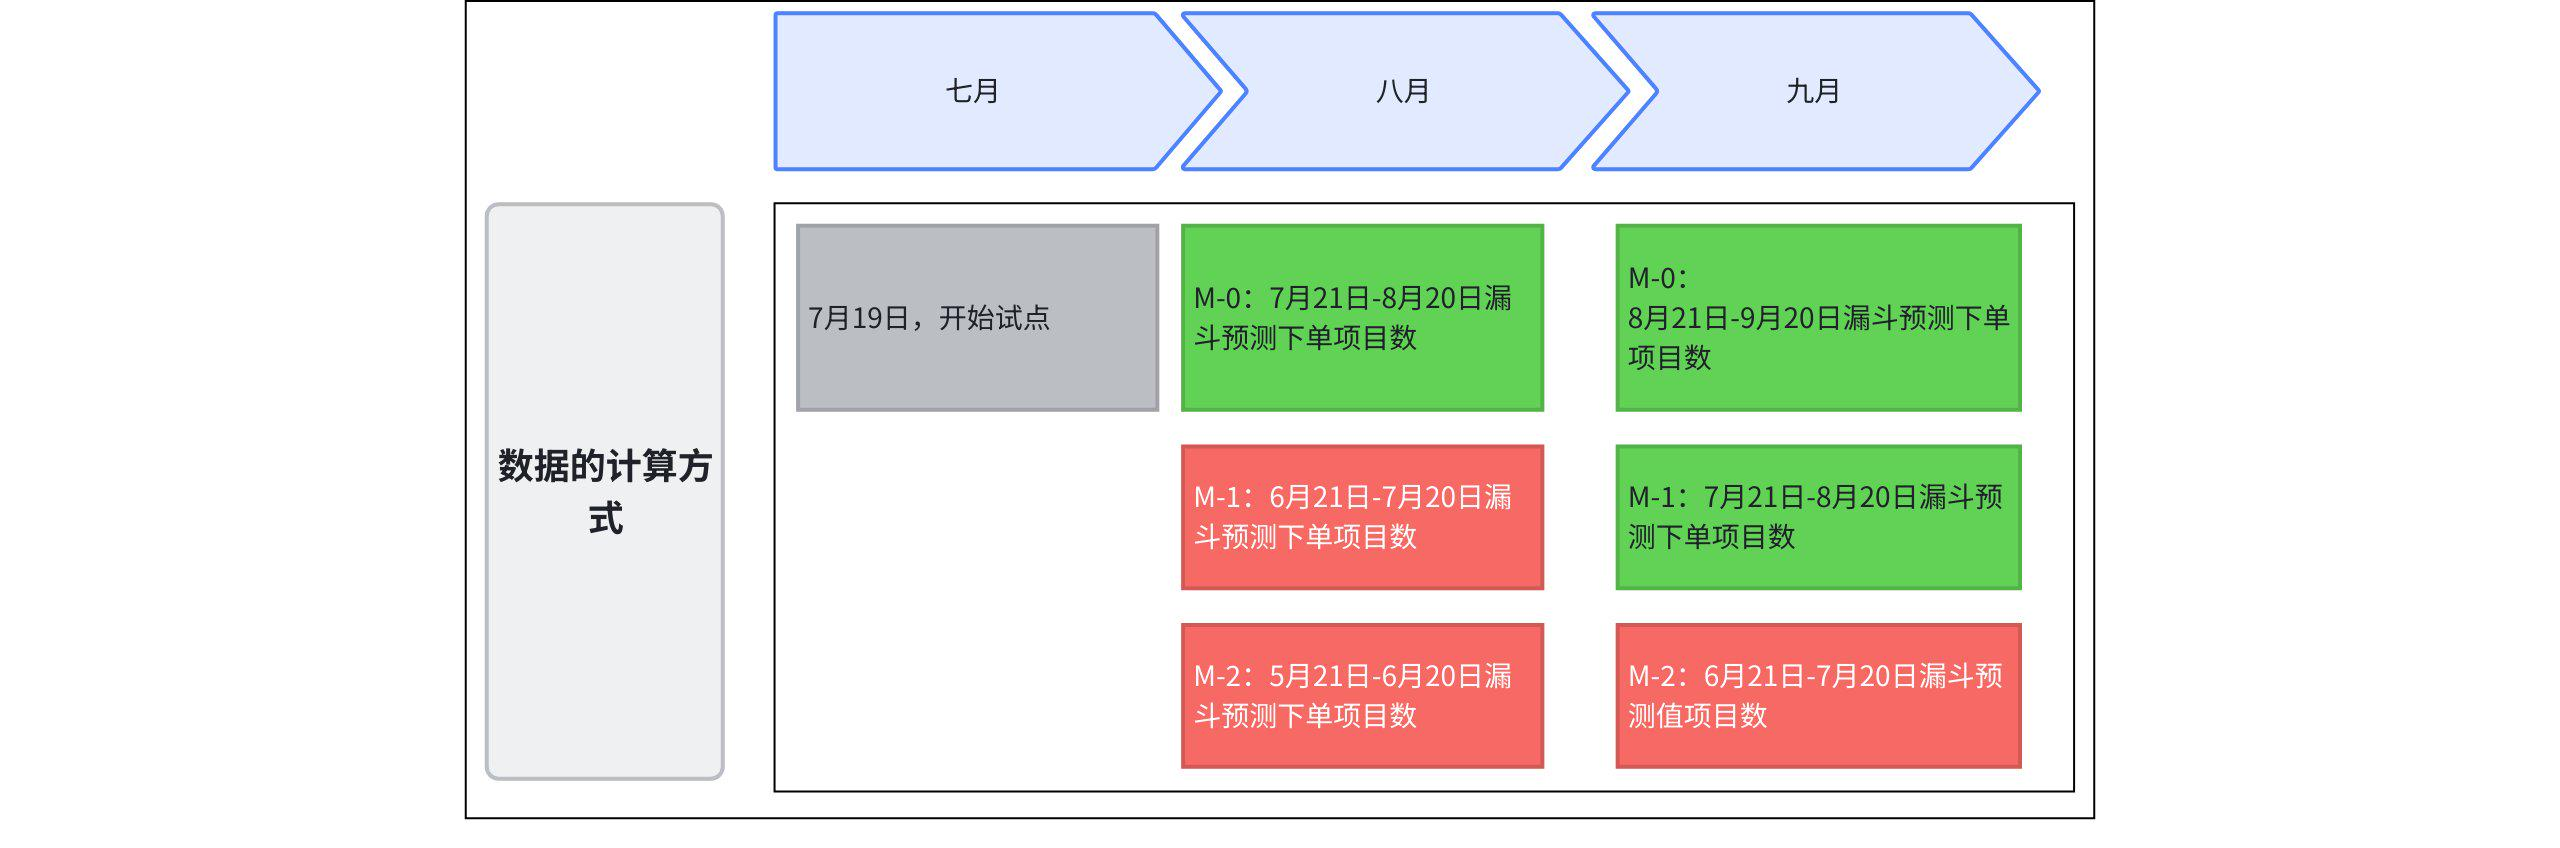 七月
八月
九月
数据的计算方
式
7月19日，开始试点
M-0：7月21日-8月20日漏
斗预测下单项目数
M-0：
8月21日-9月20日漏斗预测下单
项目数
M-1：6月21日-7月20日漏
斗预测下单项目数
M-1：7月21日-8月20日漏斗预
测下单项目数
M-2：5月21日-6月20日漏
斗预测下单项目数
M-2：6月21日-7月20日漏斗预
测值项目数